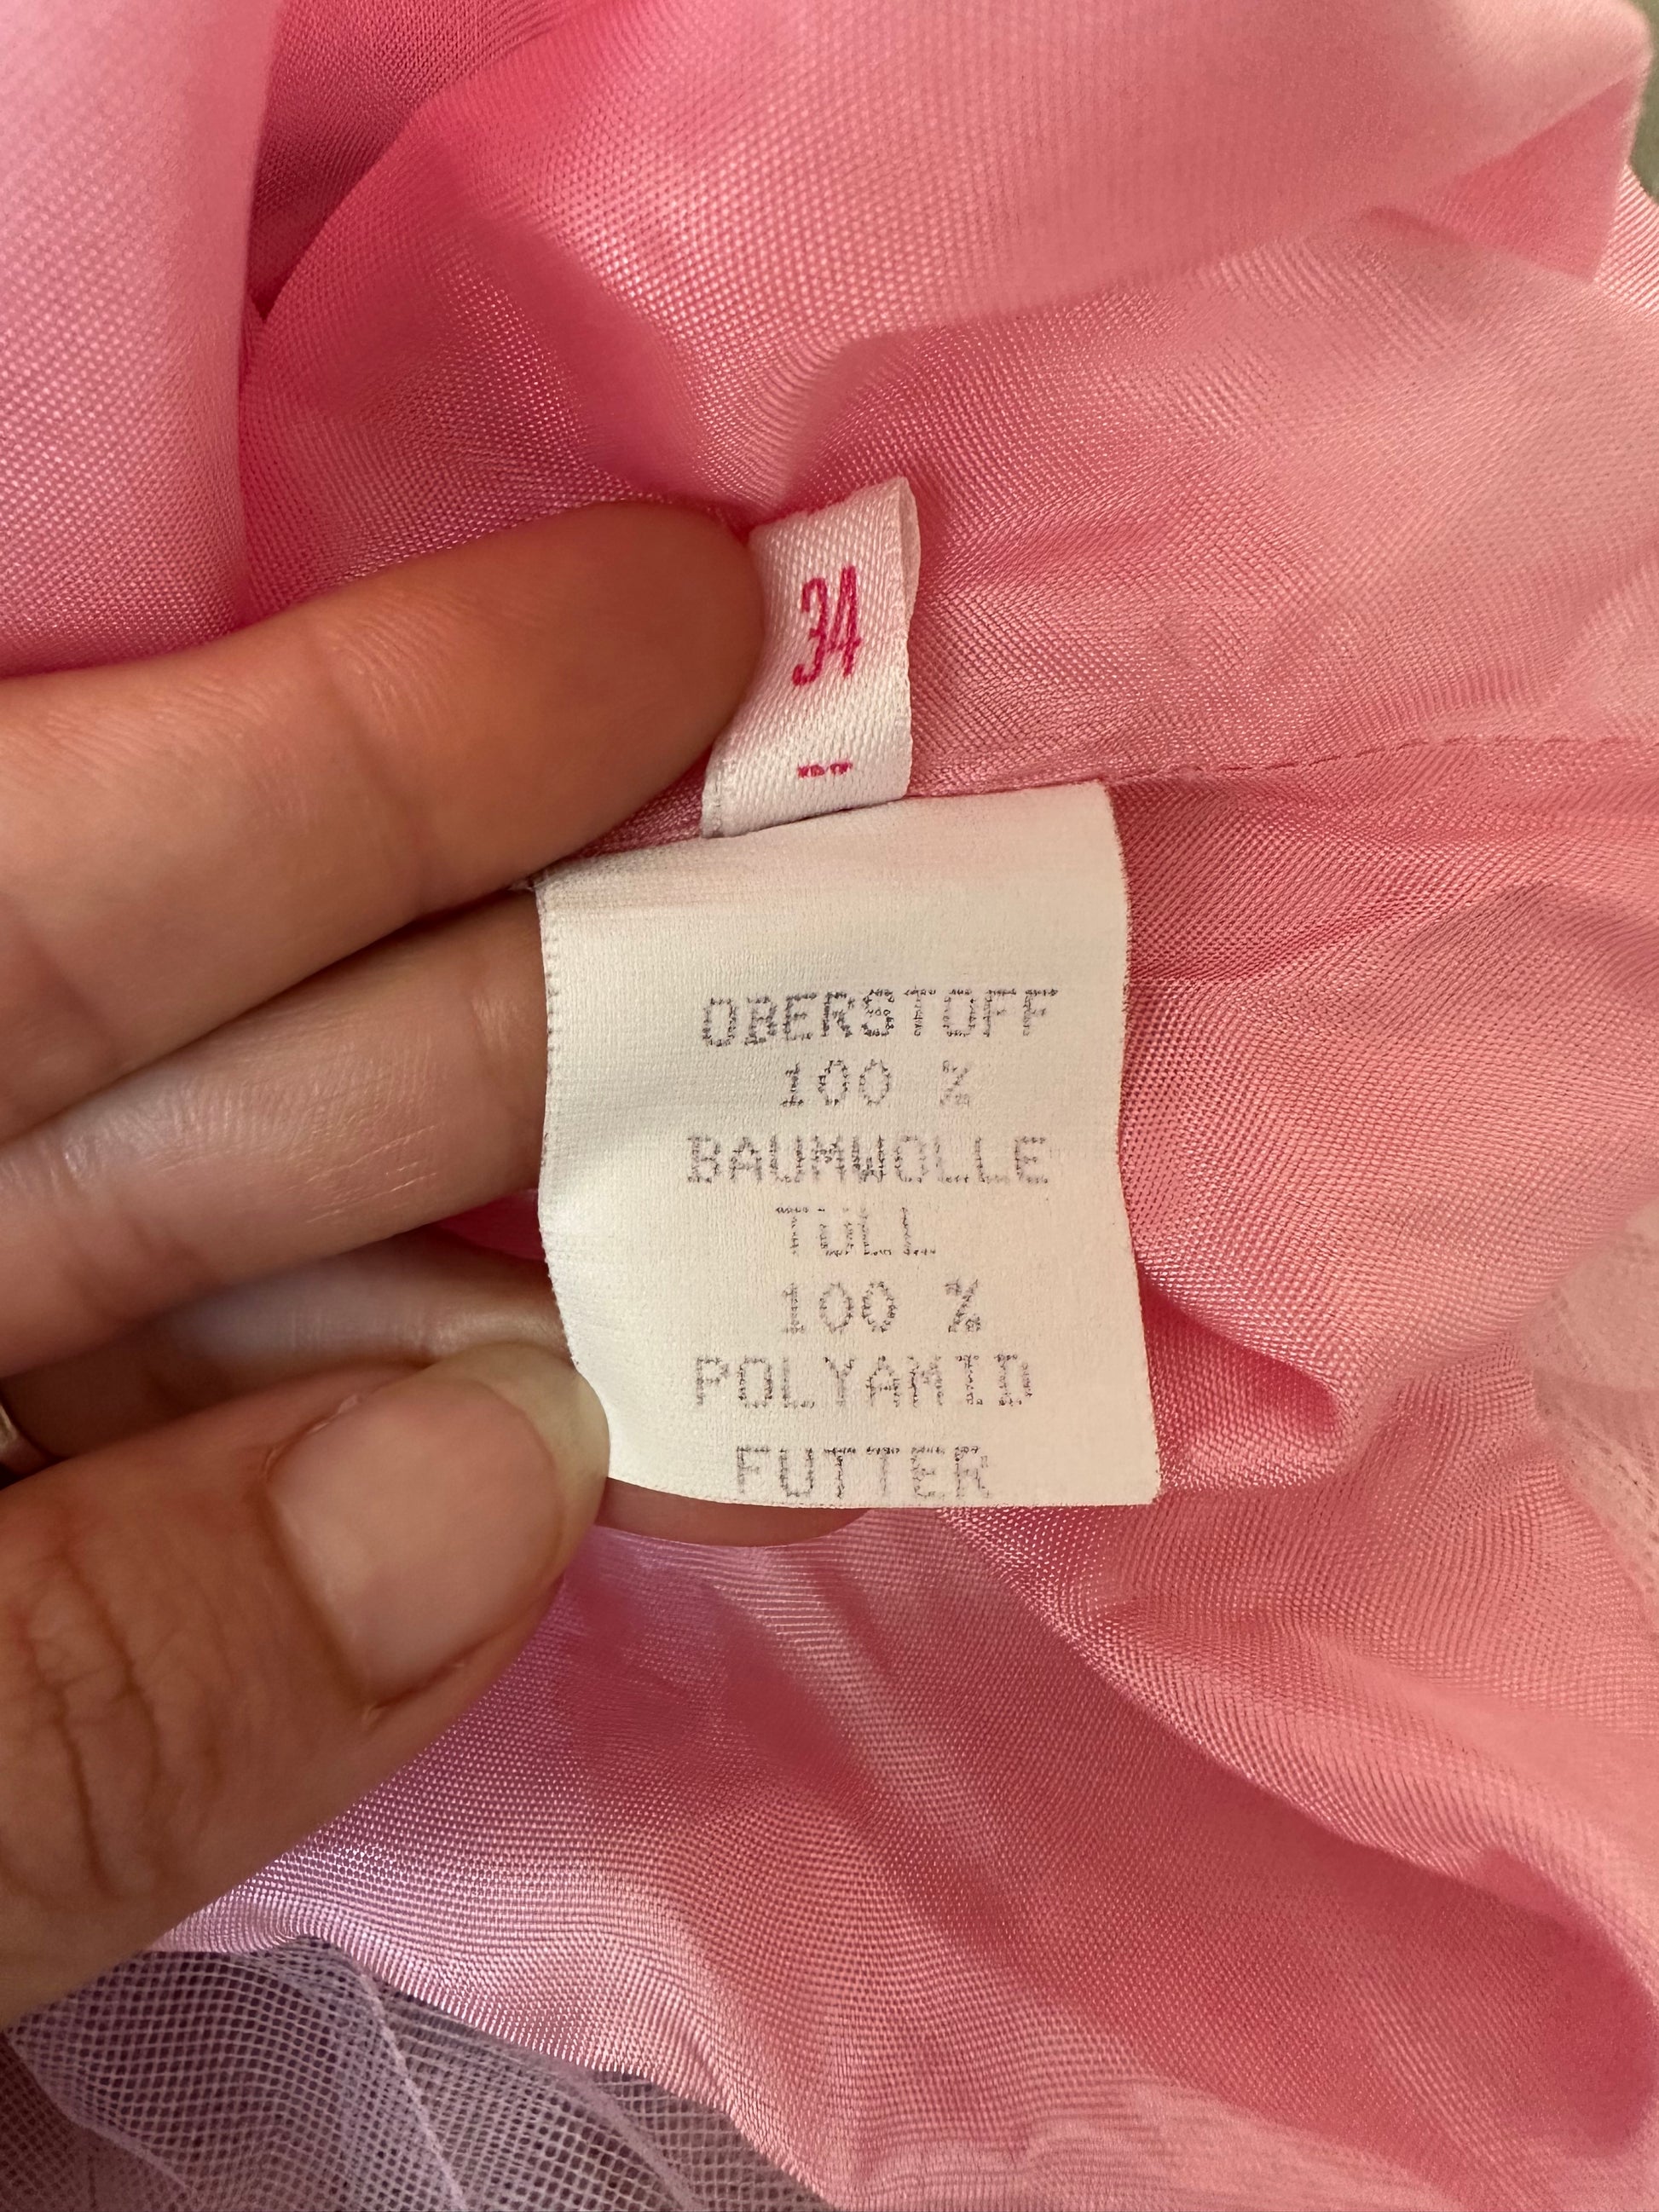 34
OBERSTOFF
100 %
BAUMWOLLE
TÜLL
100 %
POLYAMID
FUTTER